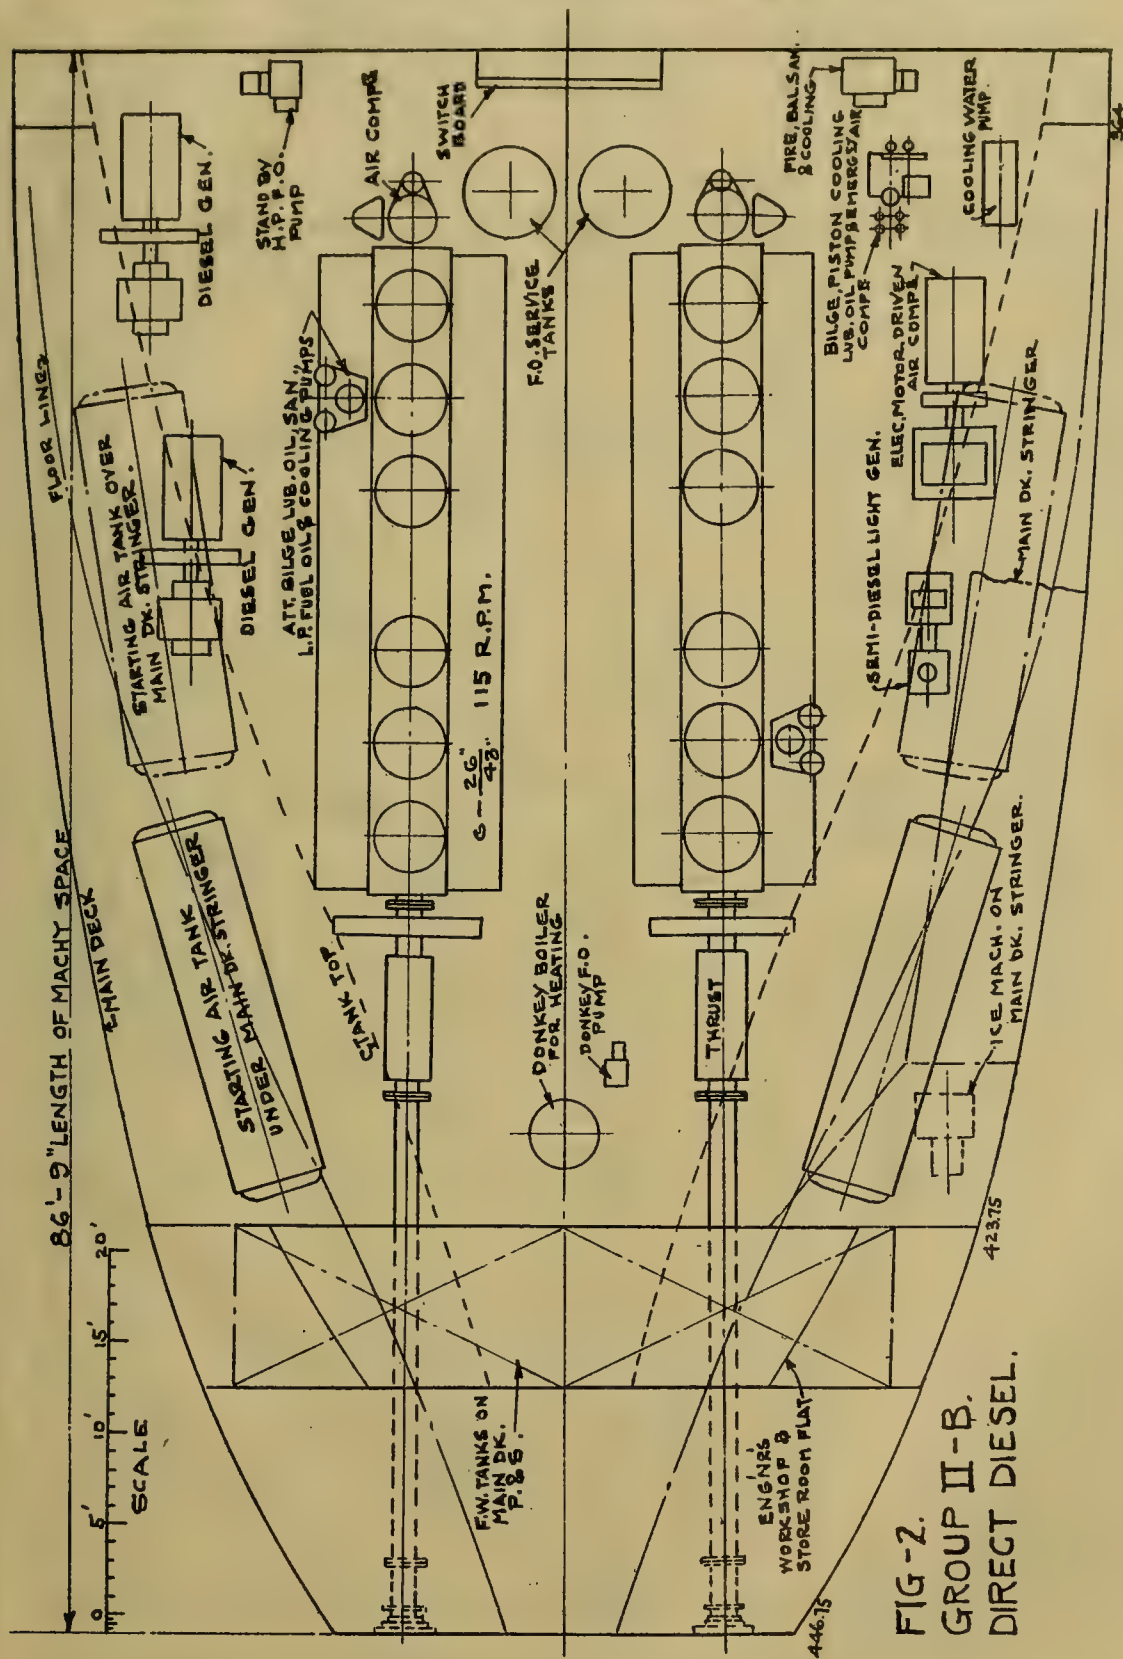 86'-9" LENGTH OF MACHY SPACE
0
5'
10'
15'
20'
SCALE
MAIN DECK
FLOOR LINE
STARTING AIR TANK
UNDER MAIN DK. STRINGER
STARTING AIR TANK OVER
MAIN DK. STRINGER.
DIESEL GEN.
DIESEL GEN.
STAND BY
H.P. F.O.
PUMP
AIR COMPR
SWITCH
BOARD
TANK TOP
ATT. BILGE LUB. OIL, SAN.,
L.P. FUEL OIL & COOLING PUMPS
6-26"
43"
115 R.P.M.
F.O. SERVICE
TANKS
DONKEY BOILER
FOR HEATING
DONKEY F.O.
PUMP
THRUST
F.W. TANKS ON
MAIN DK.
P. & S.
ENGNRS
WORKSHOP &
STORE ROOM FLAT
FIRE, BAL SAN.
& COOLING
BILGE, PISTON COOLING
LUB. OIL PUMP & EMERG'S AIR
COMPR
COOLING WATER
PUMP.
ELEC. MOTOR DRIVEN
AIR COMPR.
SEMI-DIESEL LIGHT GEN.
MAIN DK. STRINGER
ICE MACH. ON
MAIN DK. STRINGER.
364
423.75
446.75
FIG-2.
GROUP II-B.
DIRECT DIESEL.